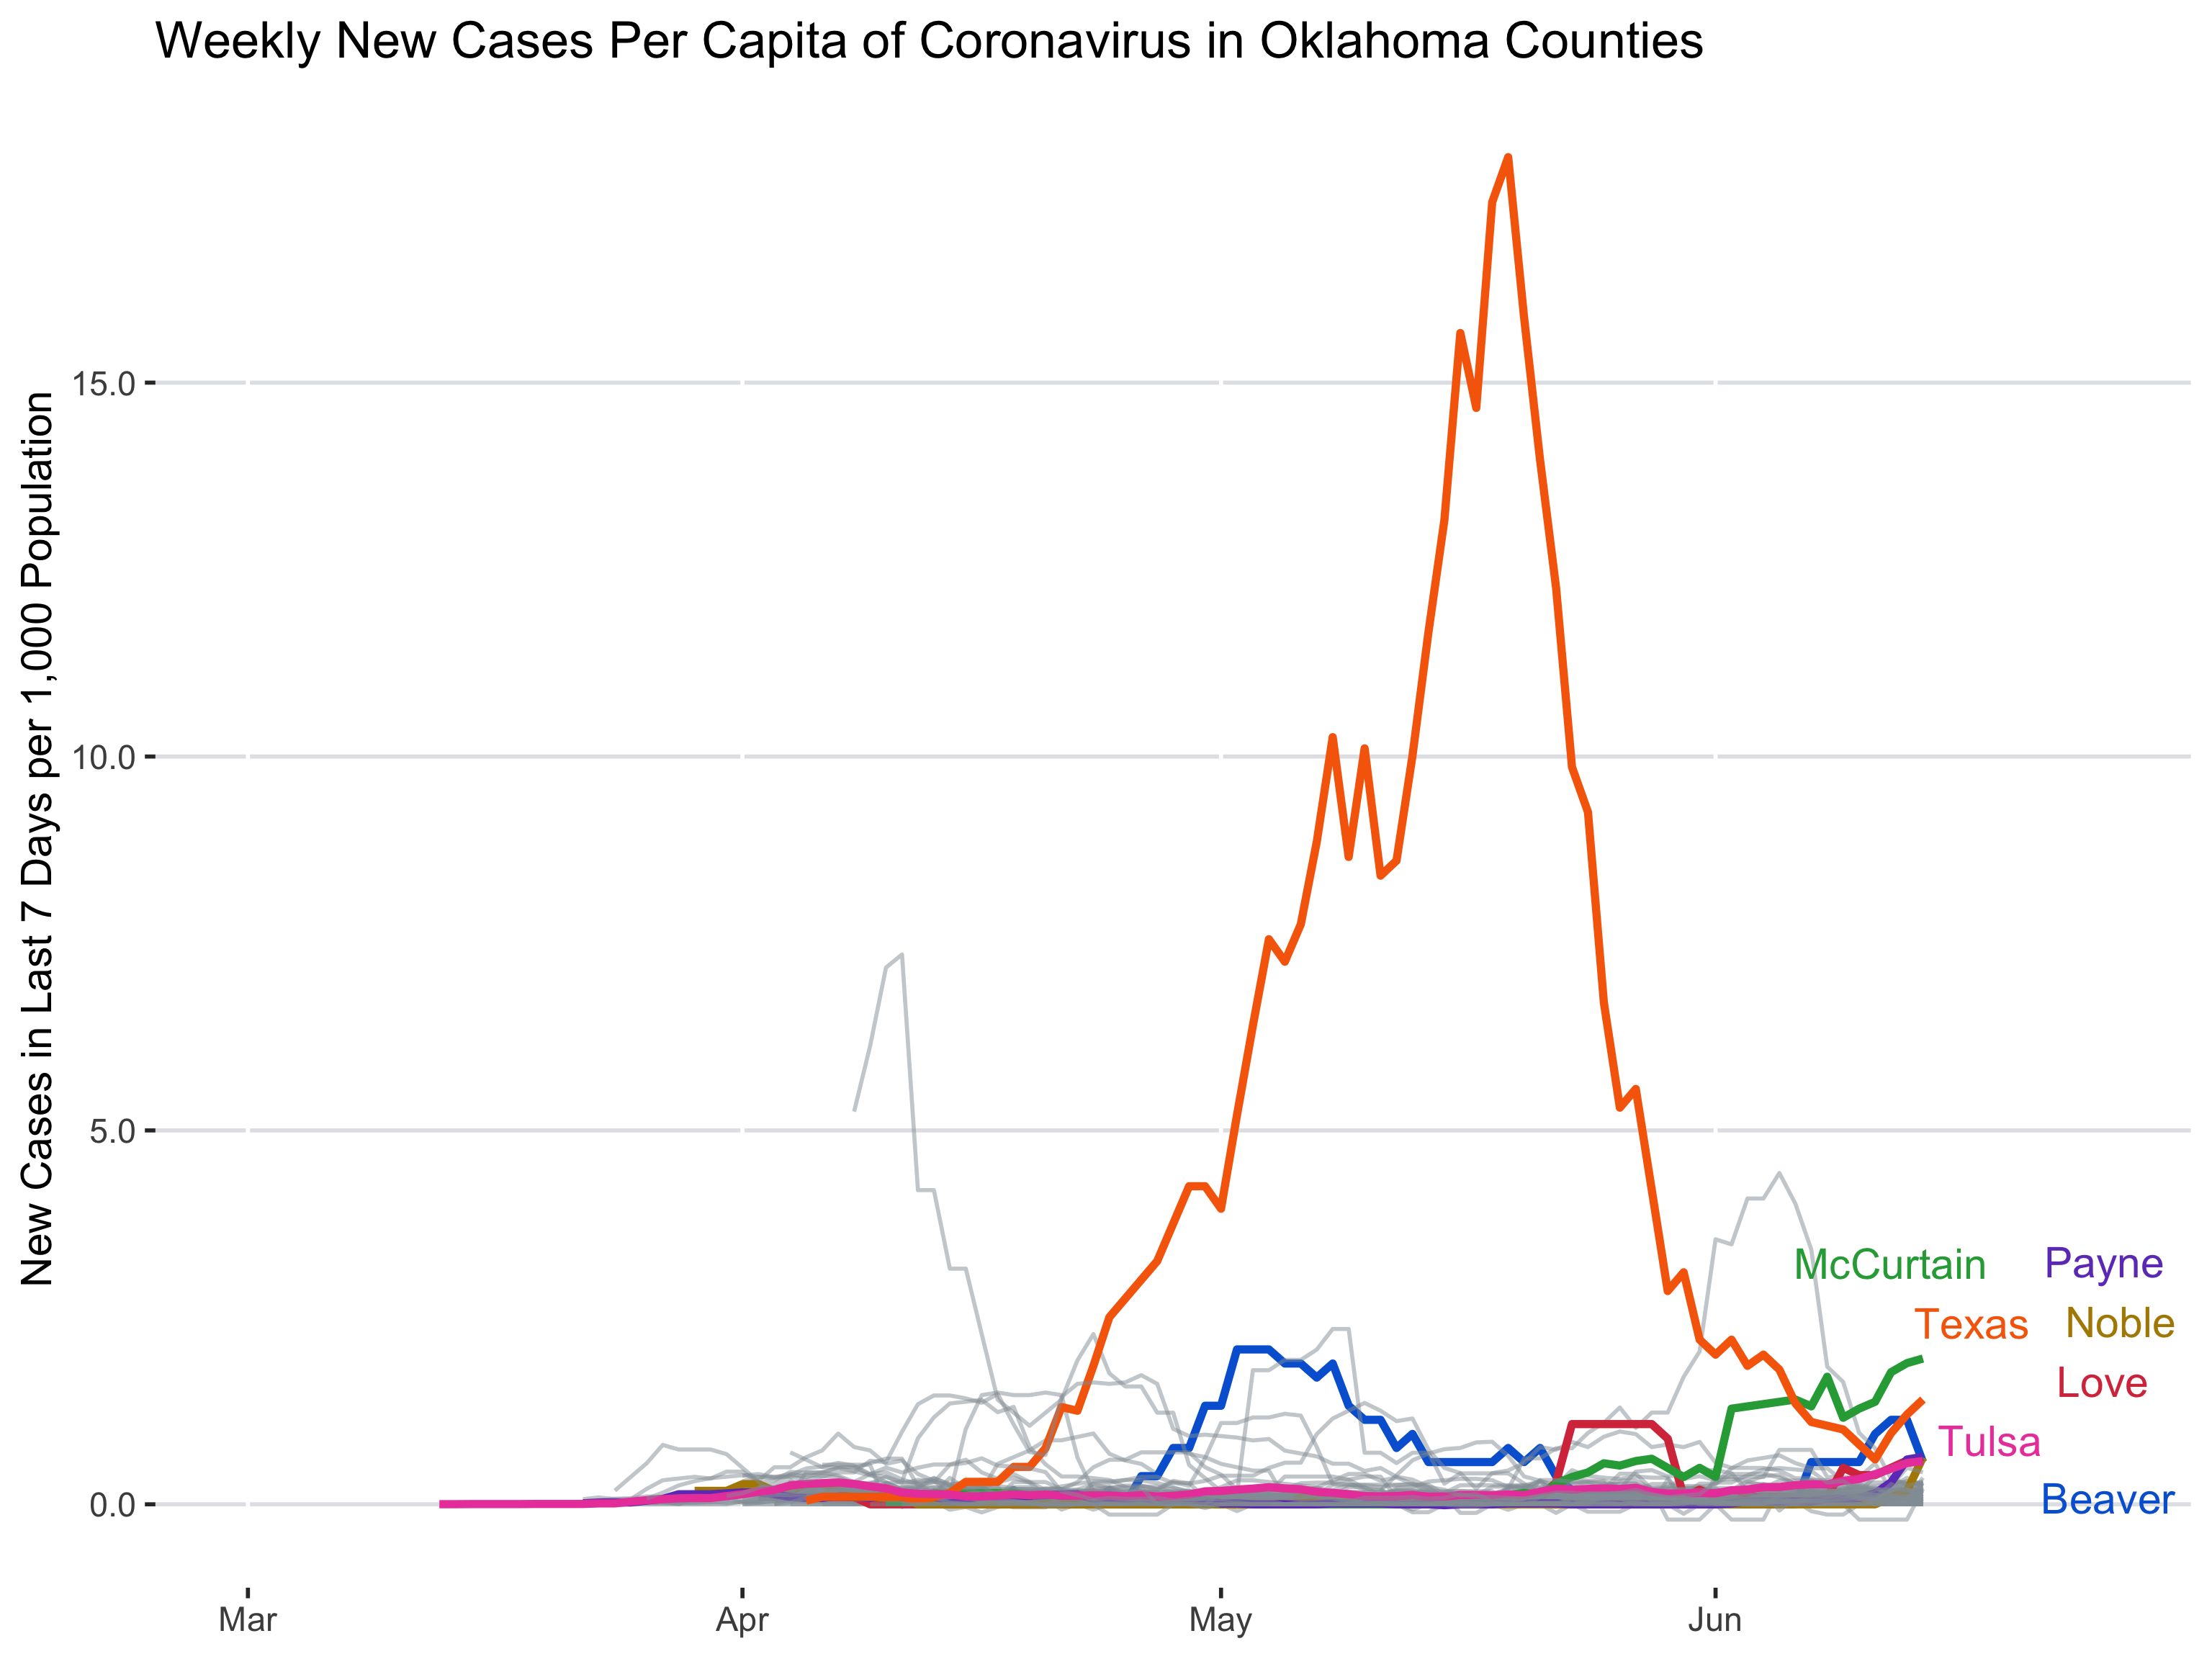 Weekly New Cases Per Capita of Coronavirus in Oklahoma Counties
New Cases in Last 7 Days per 1,000 Population
15.0
10.0
5.0
0.0
McCurtain
Payne
Texas
Noble
Love
Tulsa
Beaver
Mar
Apr
May
Jun